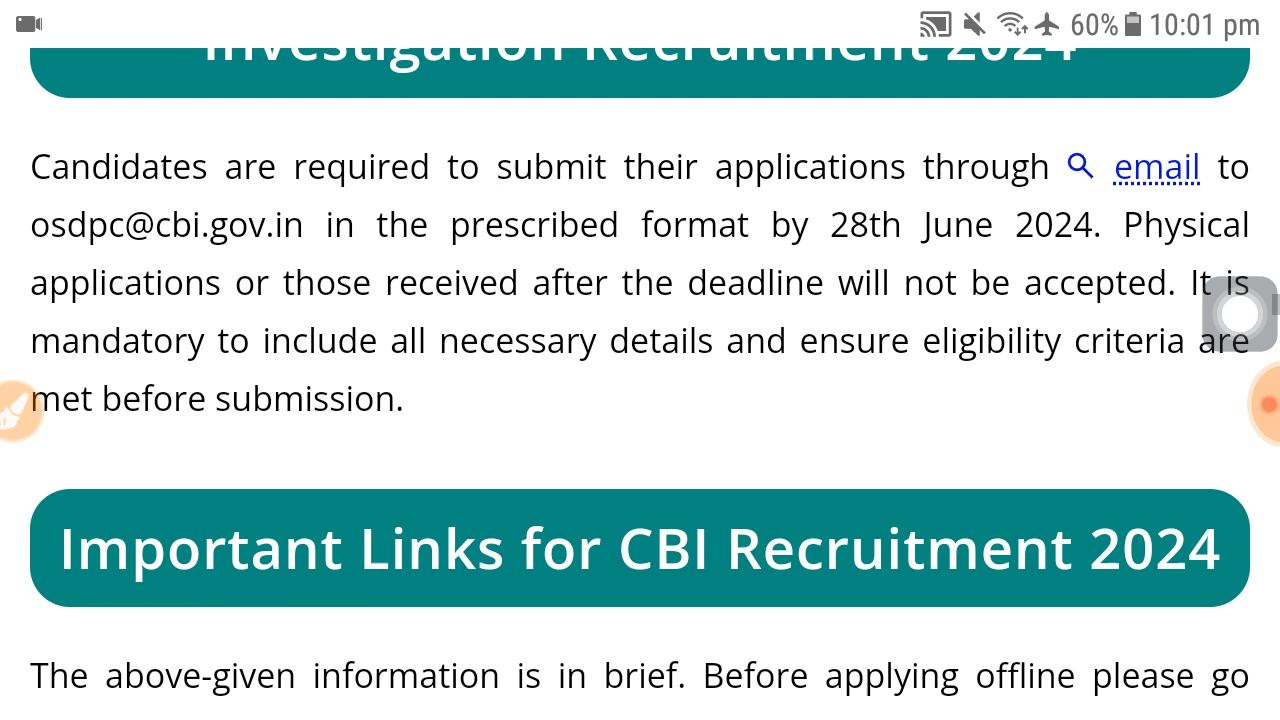 60% 10:01 pm
Investigation Recruitment 2024
Candidates are required to submit their applications through email to
osdpc@cbi.gov.in in the prescribed format by 28th June 2024. Physical
applications or those received after the deadline will not be accepted. It is
mandatory to include all necessary details and ensure eligibility criteria are
met before submission.
Important Links for CBI Recruitment 2024
The above-given information is in brief. Before applying offline please go